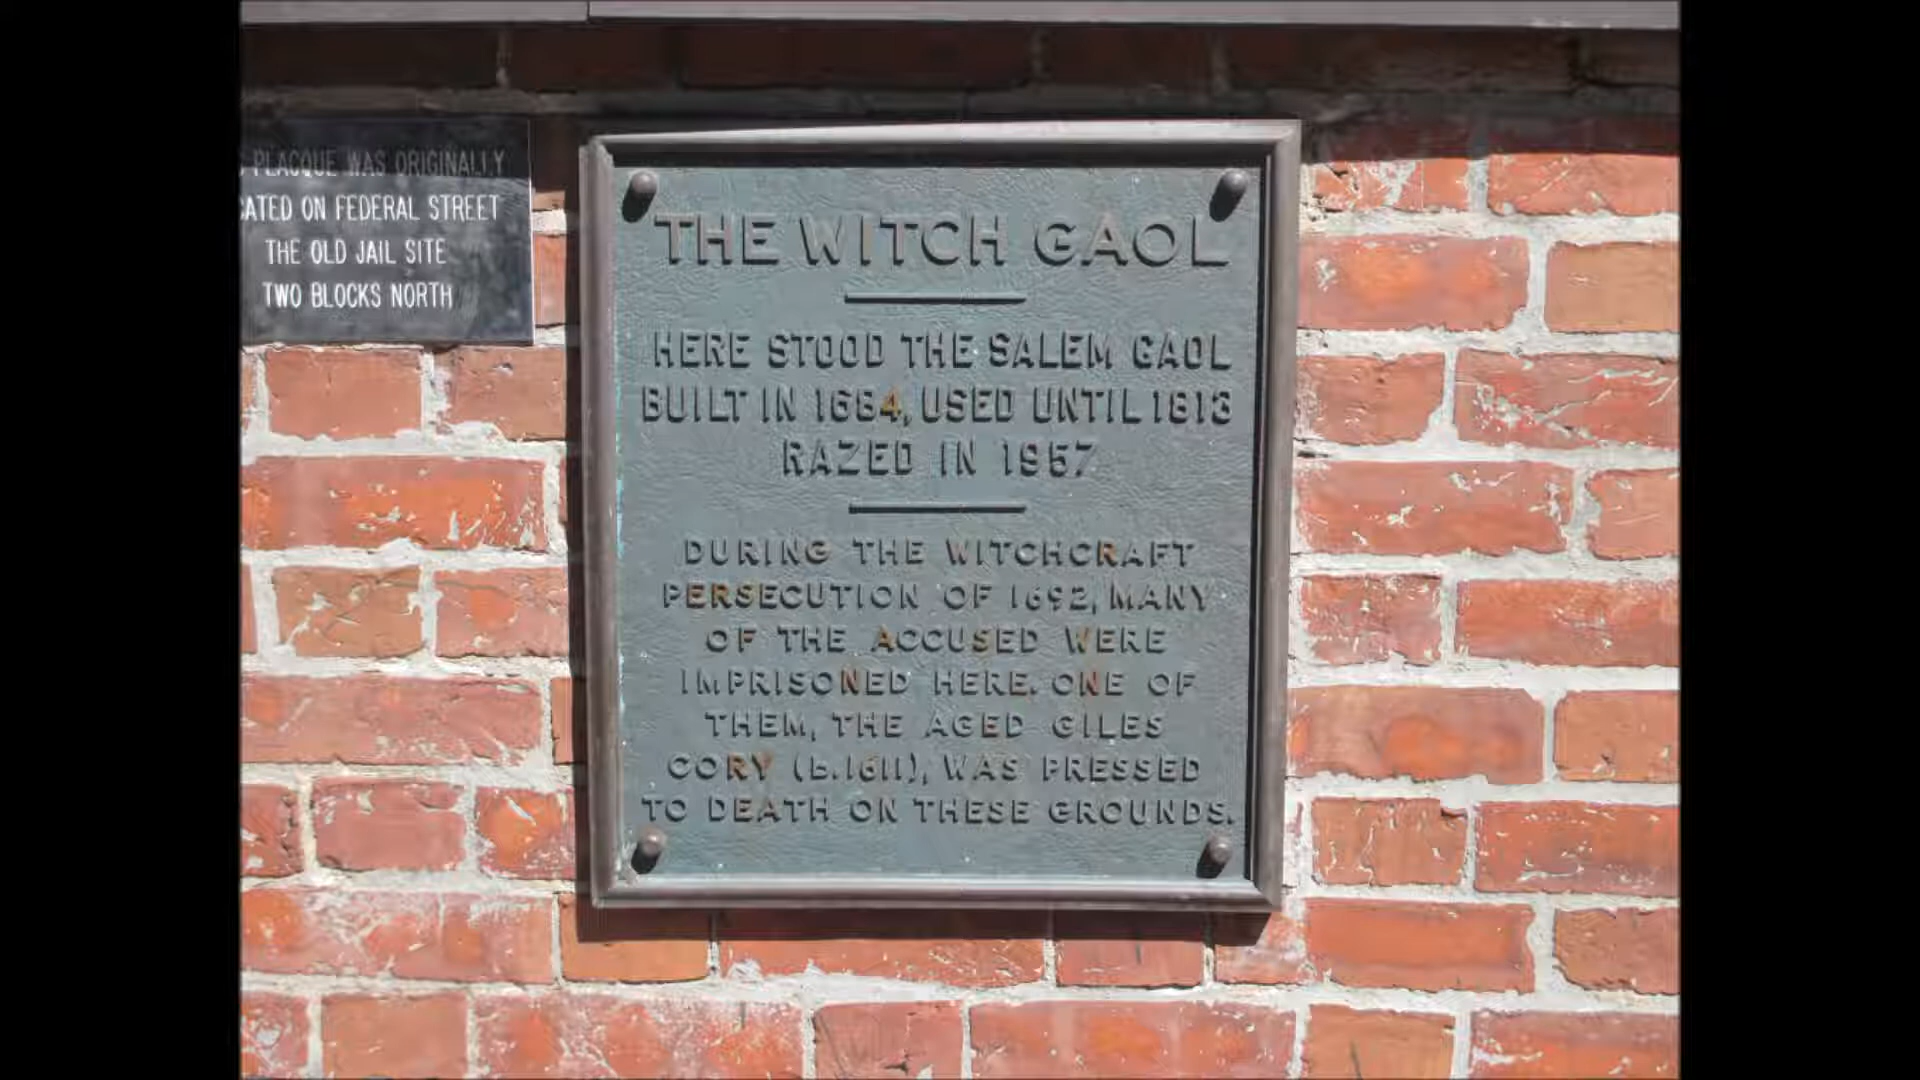 PLACQUE WAS ORIGINALLY
CATED ON FEDERAL STREET
THE OLD JAIL SITE
TWO BLOCKS NORTH
THE WITCH GAOL
HERE STOOD THE SALEM GAOL
BUILT IN 1684, USED UNTIL 1813
RAZED IN 1957
DURING THE WITCHCRAFT
PERSECUTION OF 1692, MANY
OF THE ACCUSED WERE
IMPRISONED HERE. ONE OF
THEM, THE AGED GILES
CORY (b.1611), WAS PRESSED
TO DEATH ON THESE GROUNDS.